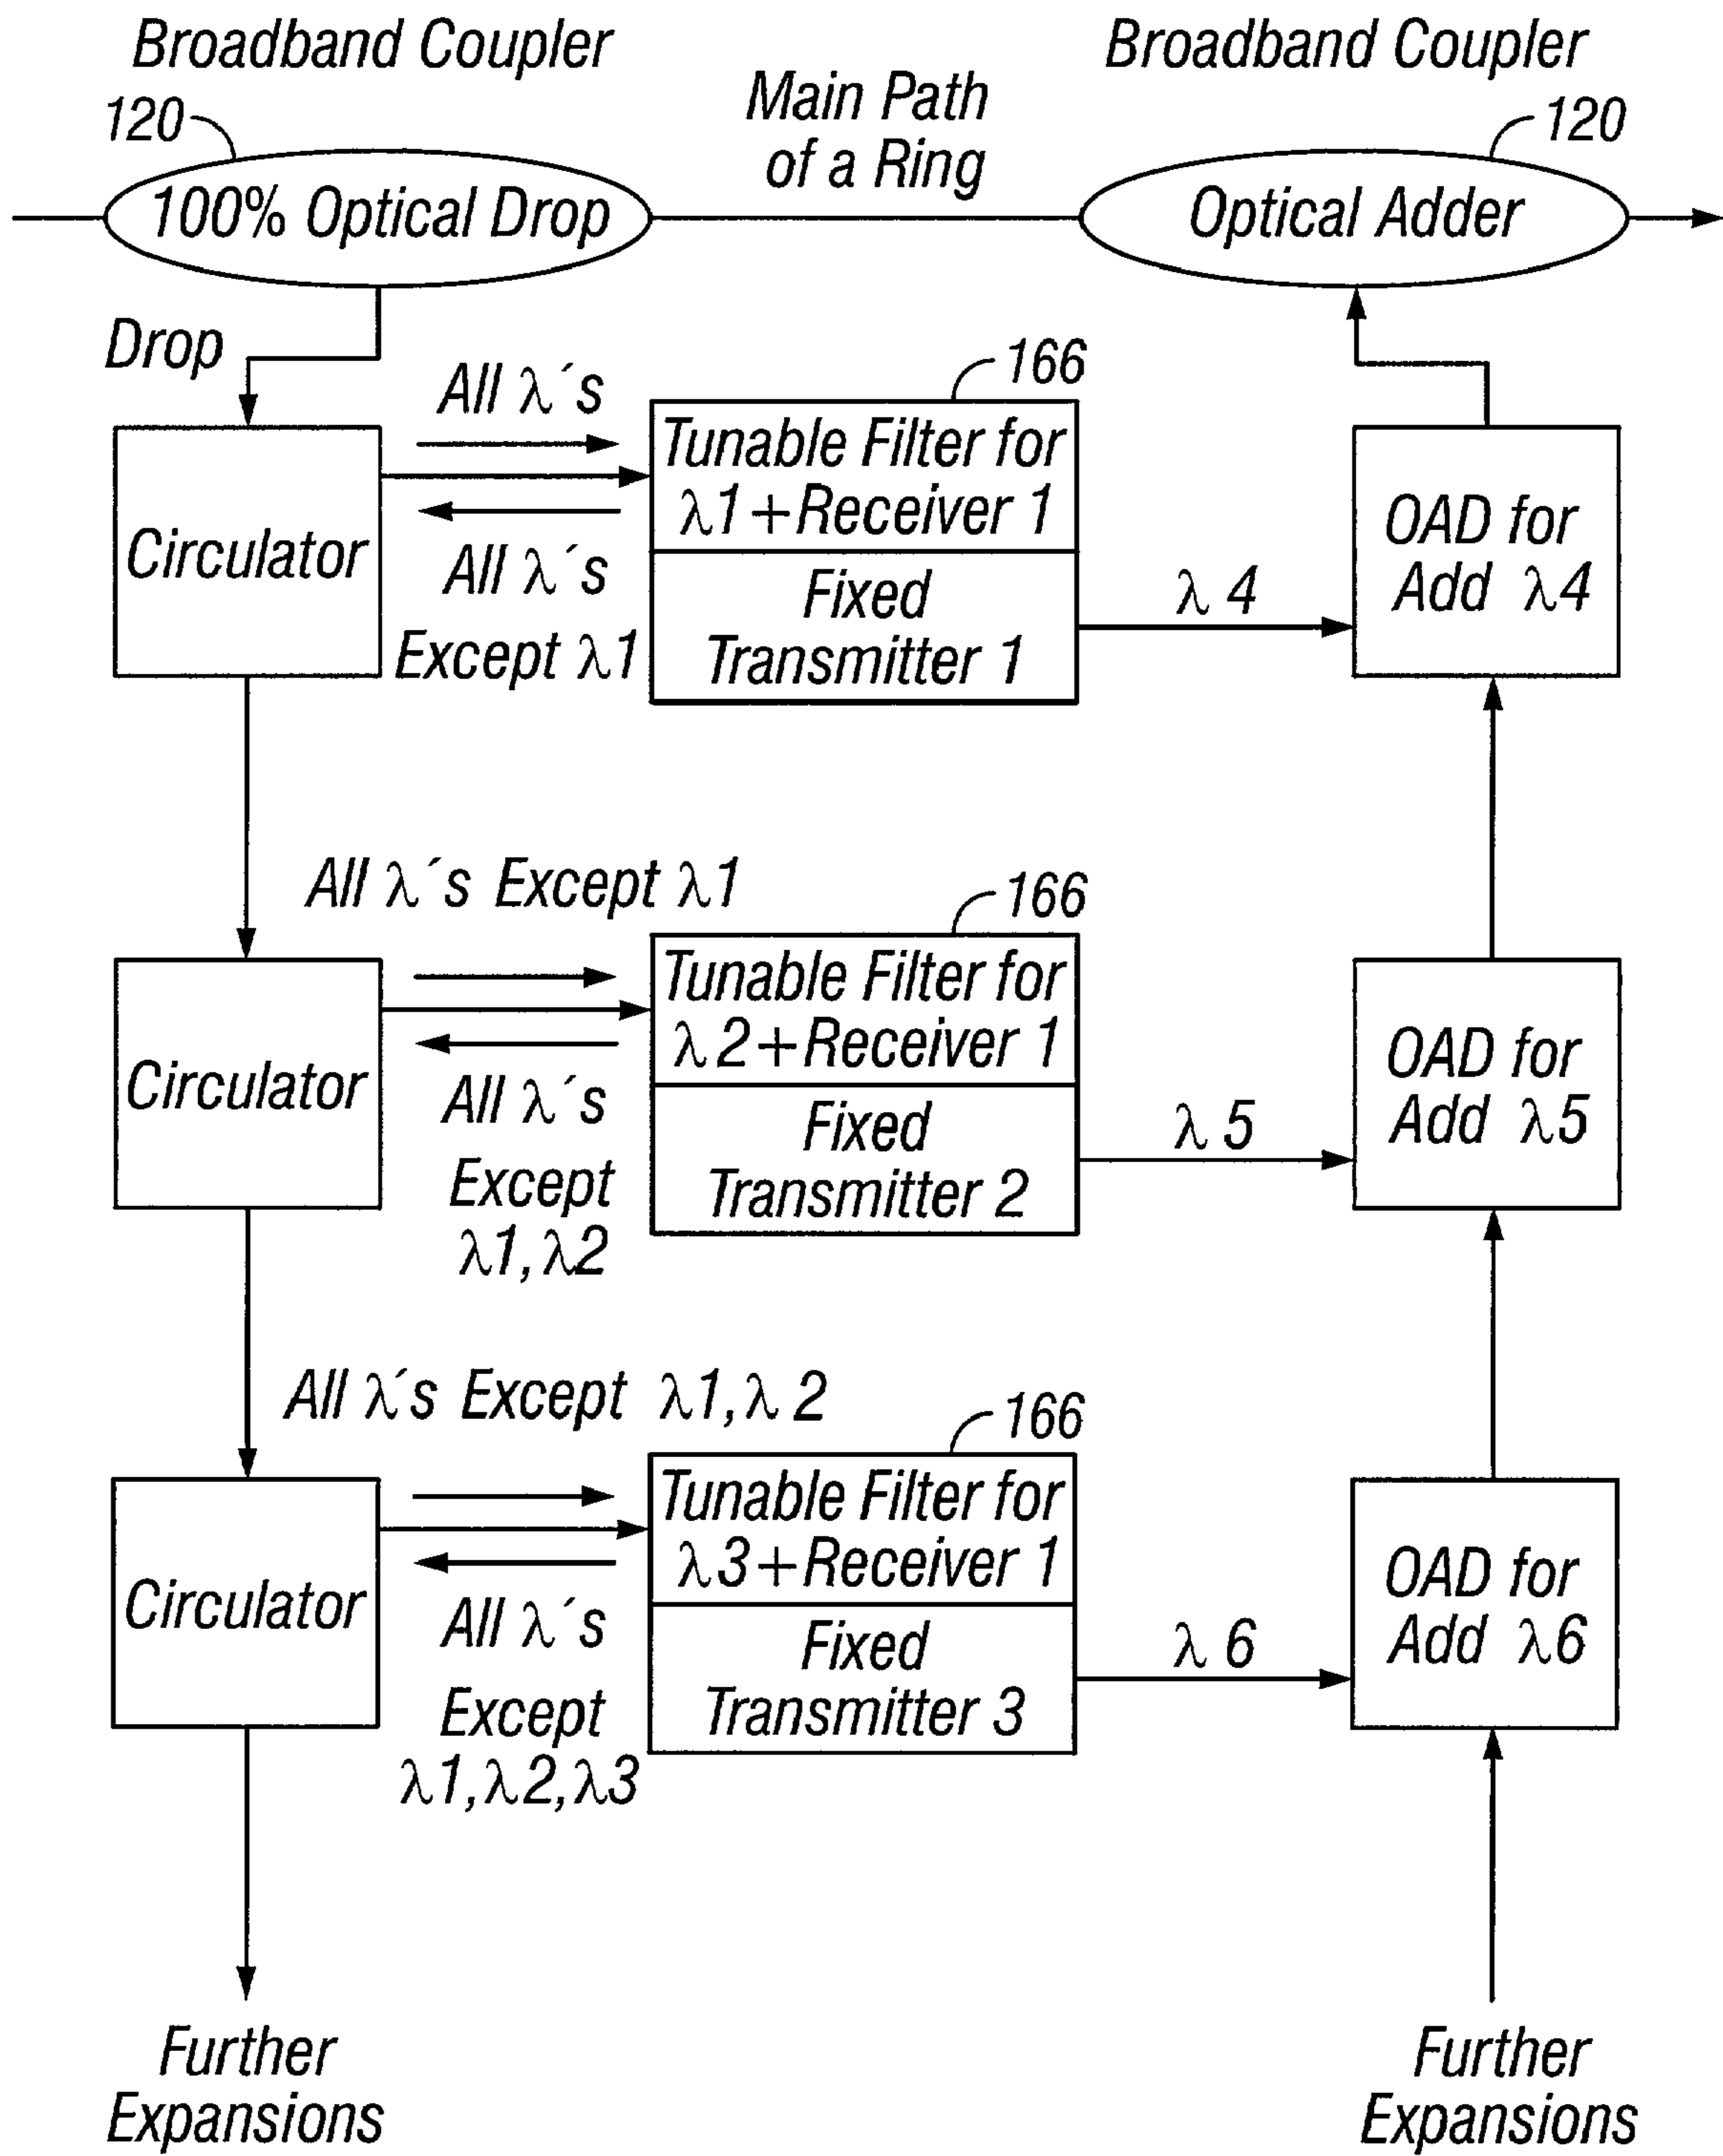 Broadband Coupler
Broadband Coupler
Main Path
of a Ring
120
120
100% Optical Drop
Optical Adder
Drop
All λ´s
166
Tunable Filter for
λ1+Receiver 1
Circulator
All λ´s
Except λ1
Fixed
Transmitter 1
λ 4
OAD for
Add λ4
All λ´s Except λ1
166
Tunable Filter for
λ2+Receiver 1
Circulator
All λ´s
Except
λ1, λ2
Fixed
Transmitter 2
λ 5
OAD for
Add λ5
All λ´s Except λ1, λ 2
166
Tunable Filter for
λ3+Receiver 1
Circulator
All λ´s
Except
λ1, λ2, λ3
Fixed
Transmitter 3
λ 6
OAD for
Add λ6
Further
Expansions
Further
Expansions